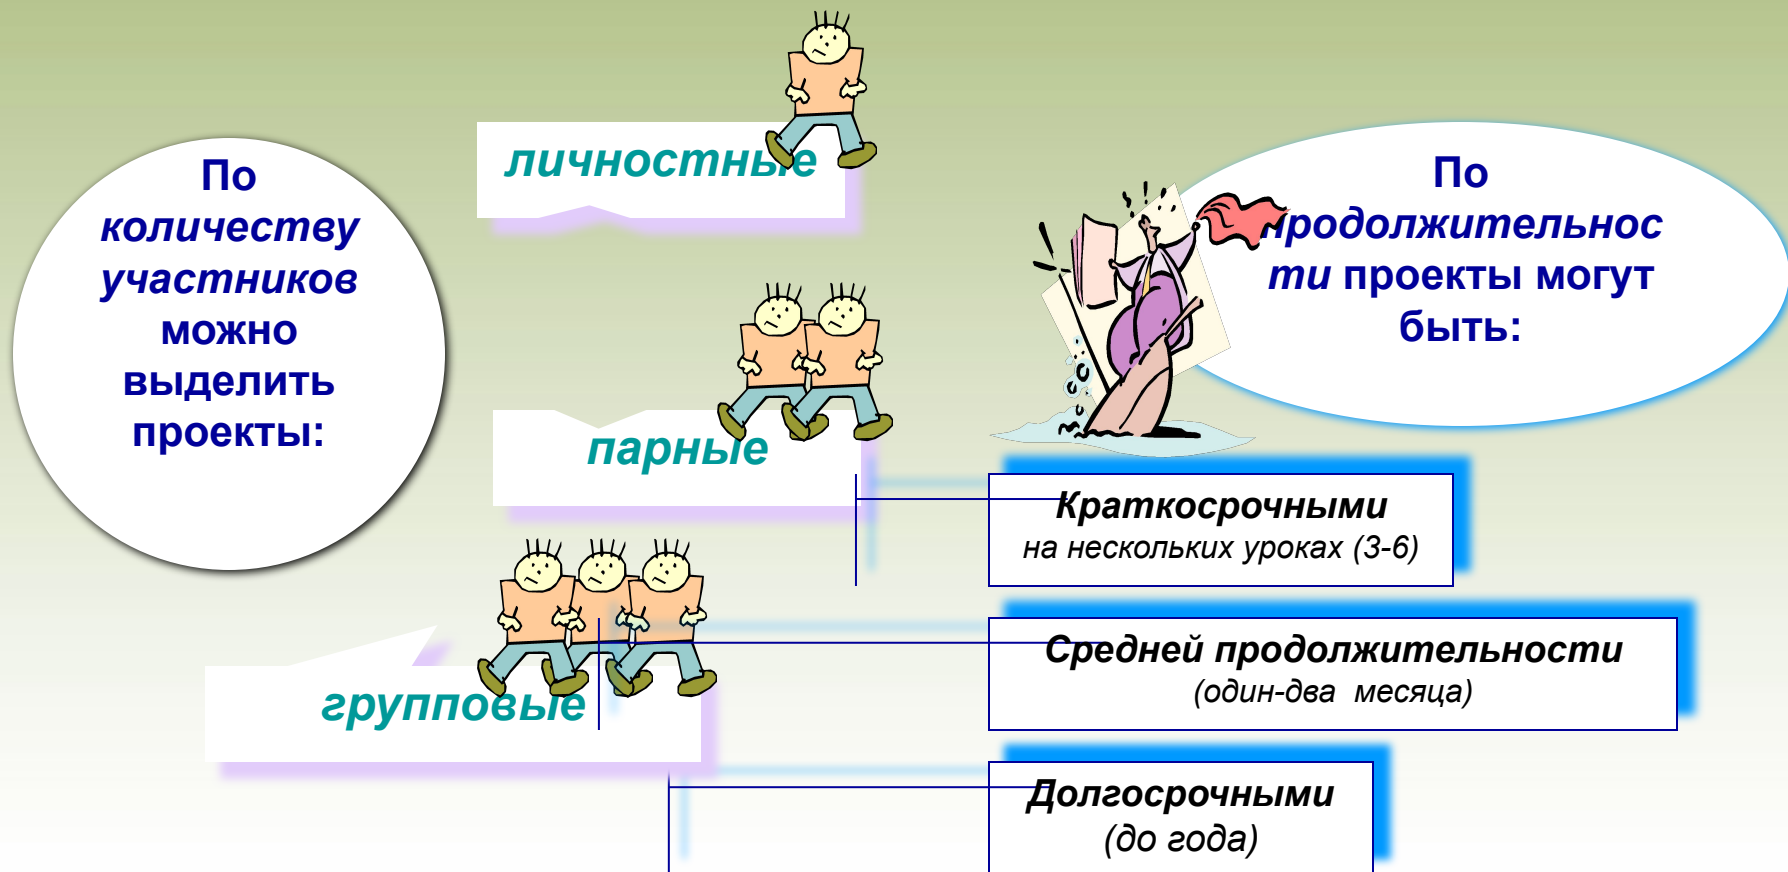 По
количеству
участников
можно
выделить
проекты:
личностные
парные
групповые
По
продолжительнос
ти проекты могут
быть:
Краткосрочными
на нескольких уроках (3-6)
Средней продолжительности
(один-два месяца)
Долгосрочными
(до года)